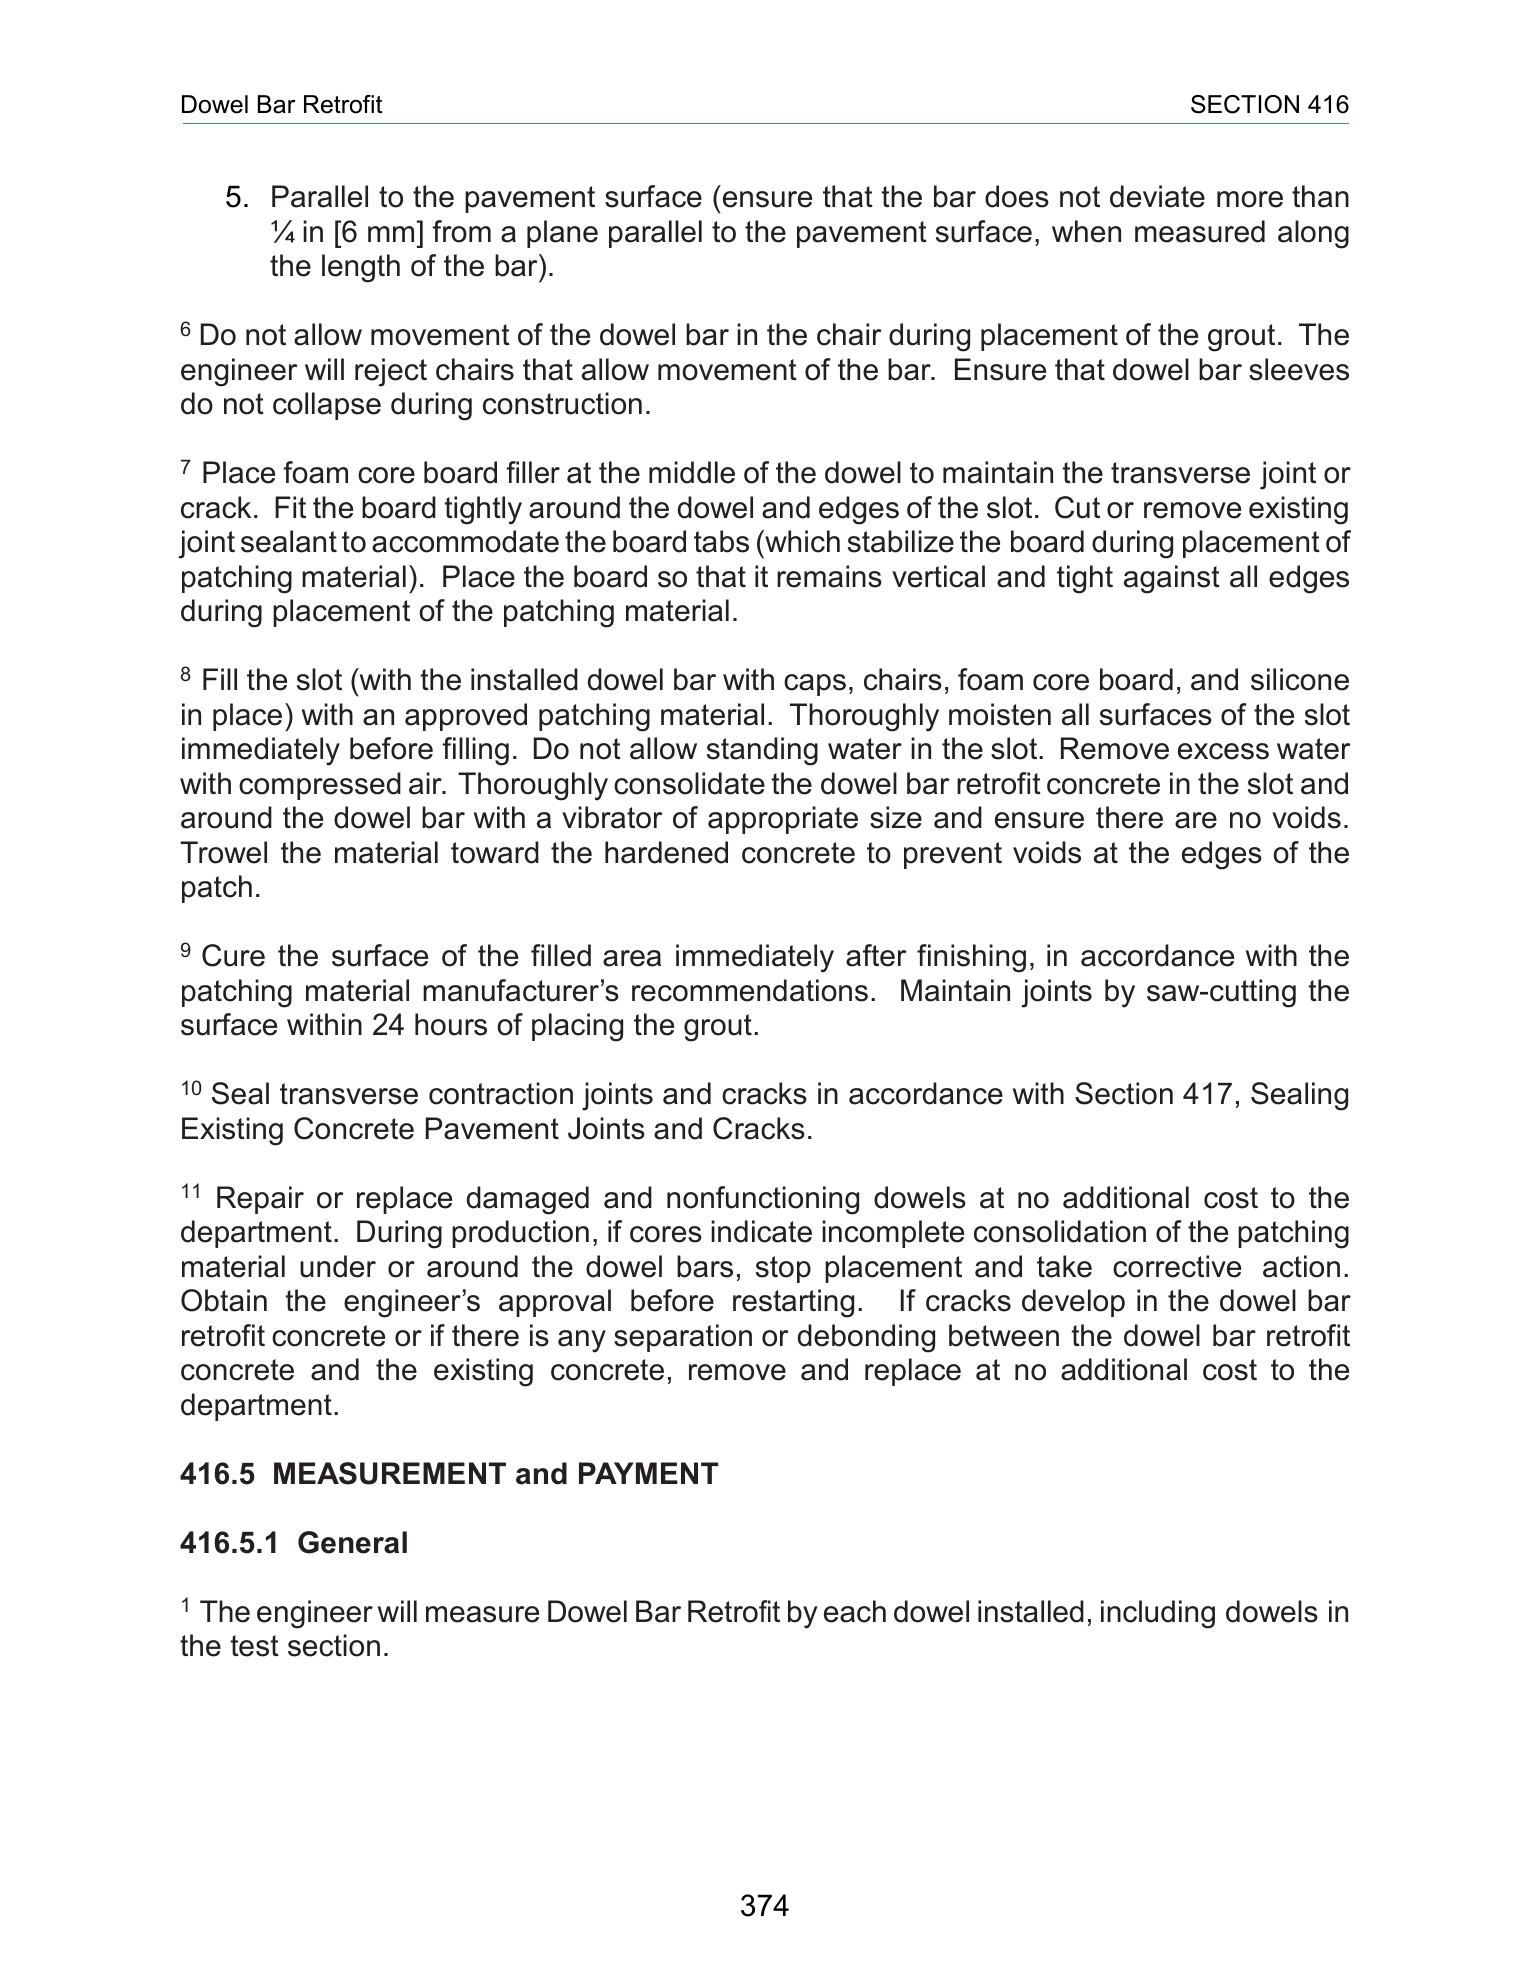 Dowel Bar Retrofit SECTION 416
5. Parallel to the pavement surface (ensure that the bar does not deviate more than
¼ in [6 mm] from a plane parallel to the pavement surface, when measured along
the length of the bar).
6 Do not allow movement of the dowel bar in the chair during placement of the grout. The
engineer will reject chairs that allow movement of the bar. Ensure that dowel bar sleeves
do not collapse during construction.
7 Place foam core board filler at the middle of the dowel to maintain the transverse joint or
crack. Fit the board tightly around the dowel and edges of the slot. Cut or remove existing
joint sealant to accommodate the board tabs (which stabilize the board during placement of
patching material). Place the board so that it remains vertical and tight against all edges
during placement of the patching material.
8 Fill the slot (with the installed dowel bar with caps, chairs, foam core board, and silicone
in place) with an approved patching material. Thoroughly moisten all surfaces of the slot
immediately before filling. Do not allow standing water in the slot. Remove excess water
with compressed air. Thoroughly consolidate the dowel bar retrofit concrete in the slot and
around the dowel bar with a vibrator of appropriate size and ensure there are no voids.
Trowel the material toward the hardened concrete to prevent voids at the edges of the
patch.
9 Cure the surface of the filled area immediately after finishing, in accordance with the
patching material manufacturer’s recommendations. Maintain joints by saw-cutting the
surface within 24 hours of placing the grout.
10 Seal transverse contraction joints and cracks in accordance with Section 417, Sealing
Existing Concrete Pavement Joints and Cracks.
11 Repair or replace damaged and nonfunctioning dowels at no additional cost to the
department. During production, if cores indicate incomplete consolidation of the patching
material under or around the dowel bars, stop placement and take corrective action.
Obtain the engineer’s approval before restarting. If cracks develop in the dowel bar
retrofit concrete or if there is any separation or debonding between the dowel bar retrofit
concrete and the existing concrete, remove and replace at no additional cost to the
department.
416.5 MEASUREMENT and PAYMENT
416.5.1 General
1 The engineer will measure Dowel Bar Retrofit by each dowel installed, including dowels in
the test section.
374